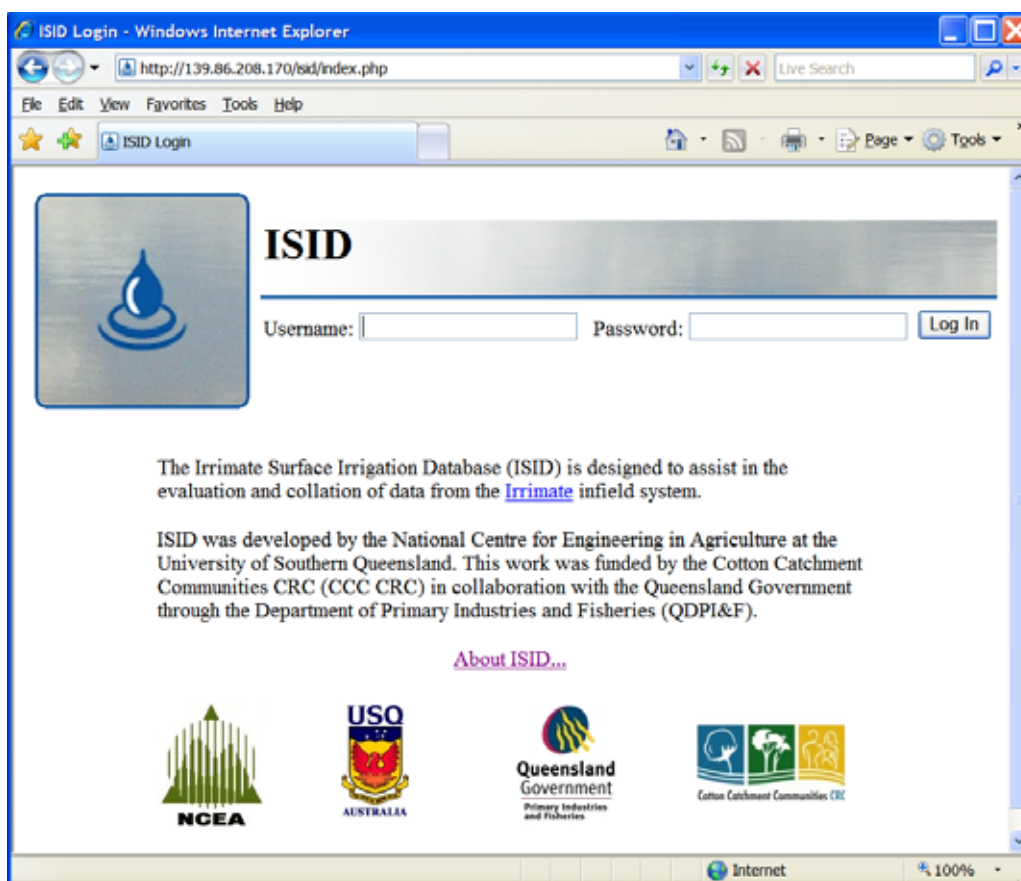 ISID Login - Windows Internet Explorer
http://139.86.208.170/isid/index.php
Live Search
File Edit View Favorites Tools Help
ISID Login
Page
Tools
ISID
Username:
Password:
Log In
The Irrimate Surface Irrigation Database (ISID) is designed to assist in the
evaluation and collation of data from the Irrimate infield system.
ISID was developed by the National Centre for Engineering in Agriculture at the
University of Southern Queensland. This work was funded by the Cotton Catchment
Communities CRC (CCC CRC) in collaboration with the Queensland Government
through the Department of Primary Industries and Fisheries (QDPI&F).
About ISID...
NCEA
USQ
AUSTRALIA
Queensland
Government
Primary Industries
and Fisheries
Cotton Catchment Communities CRC
Internet
100%